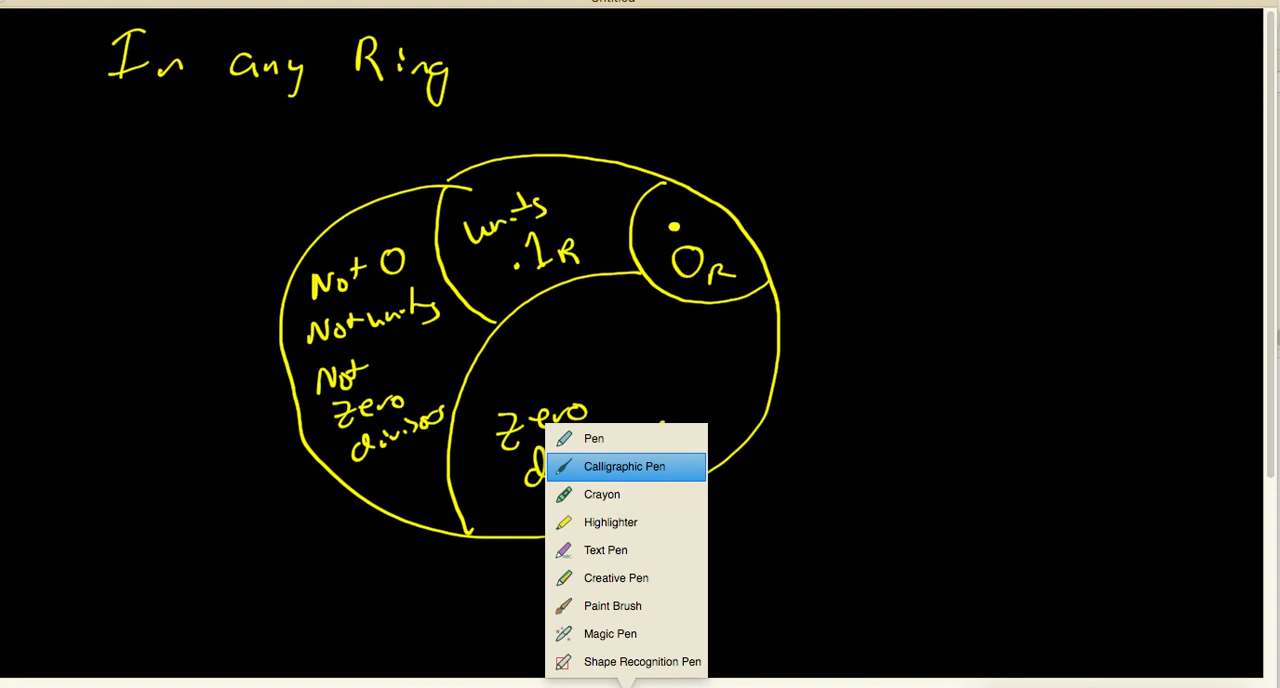 Untitled
In any Ring
units
.1R
0R
Not 0
Not units
Not
zero
divisors
zero
Pen
Calligraphic Pen
Crayon
Highlighter
Text Pen
Creative Pen
Paint Brush
Magic Pen
Shape Recognition Pen